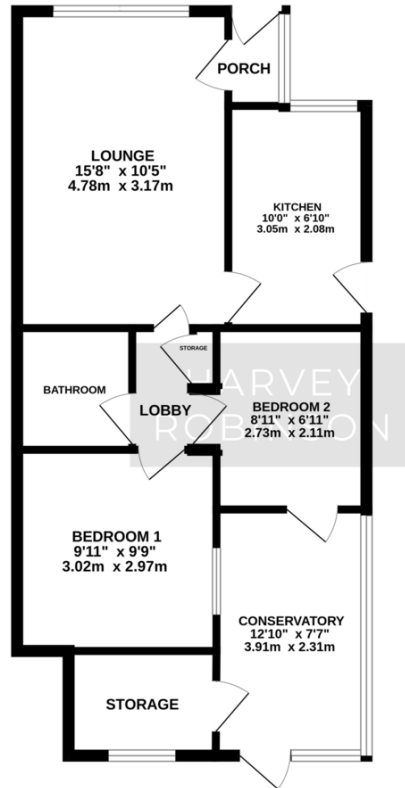 PORCH
LOUNGE
15'8" x 10'5"
4.78m x 3.17m
KITCHEN
10'0" x 6'10"
3.05m x 2.08m
STORAGE
BATHROOM
LOBBY
HARVEY
ROBINSON
BEDROOM 2
8'11" x 6'11"
2.73m x 2.11m
BEDROOM 1
9'11" x 9'9"
3.02m x 2.97m
CONSERVATORY
12'10" x 7'7"
3.91m x 2.31m
STORAGE